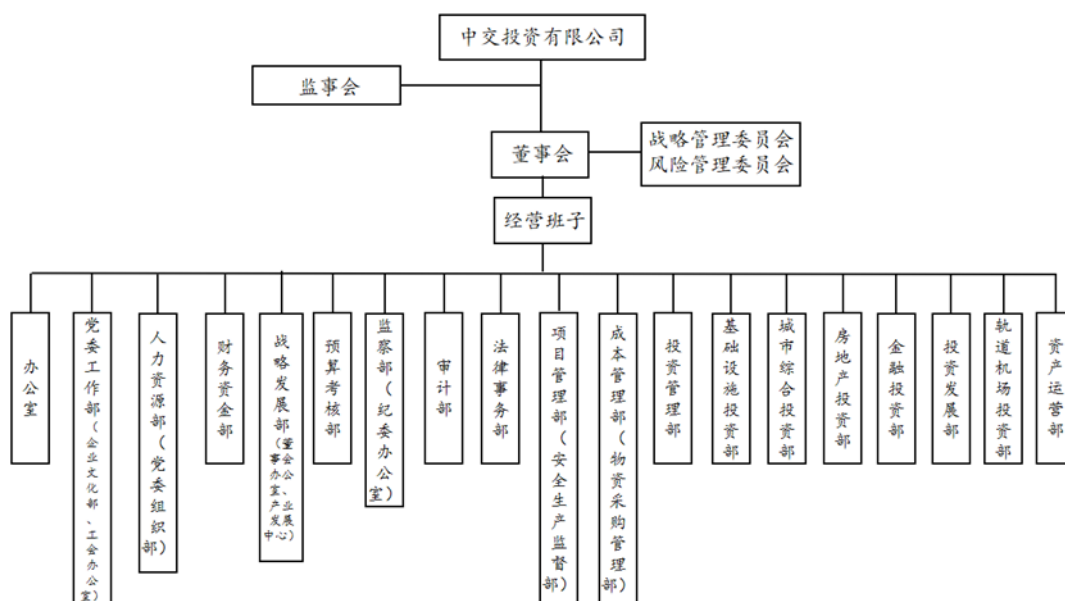 中交投资有限公司
监事会
董事会
战略管理委员会
风险管理委员会
经营班子
办公室
党委工作部（企业文化部、工会办公室）
人力资源部（党委组织部）
财务资金部
战略发展部（董事会办公室、产业发展中心）
预算考核部
监察部（纪委办公室）
审计部
法律事务部
项目管理部（安全生产监督部）
成本管理部（物资采购管理部）
投资管理部
基础设施投资部
城市综合投资部
房地产投资部
金融投资部
投资发展部
轨道机场投资部
资产运营部